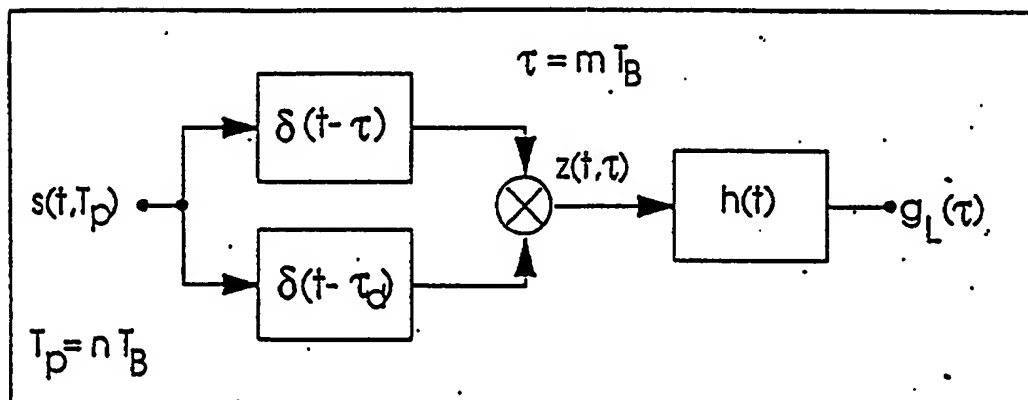 τ = m T_B
δ(t- τ)
z(t,τ)
s(t,T_p)
h(t)
g_L(τ)
δ(t- τ_d)
T_p = n T_B